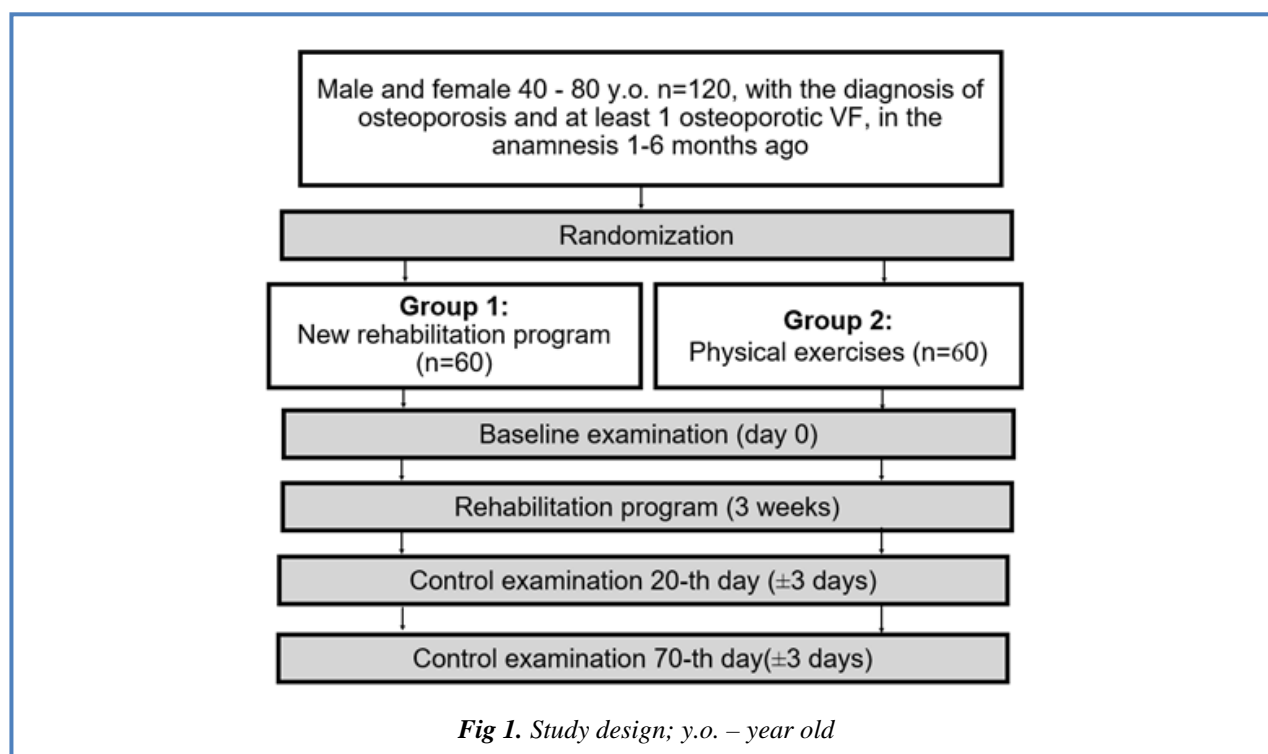 Male and female 40 - 80 y.o. n=120, with the diagnosis of
osteoporosis and at least 1 osteoporotic VF, in the
anamnesis 1-6 months ago
Randomization
Group 1:
New rehabilitation program
(n=60)
Group 2:
Physical exercises (n=60)
Baseline examination (day 0)
Rehabilitation program (3 weeks)
Control examination 20-th day (±3 days)
Control examination 70-th day(±3 days)
Fig 1. Study design; y.o. – year old